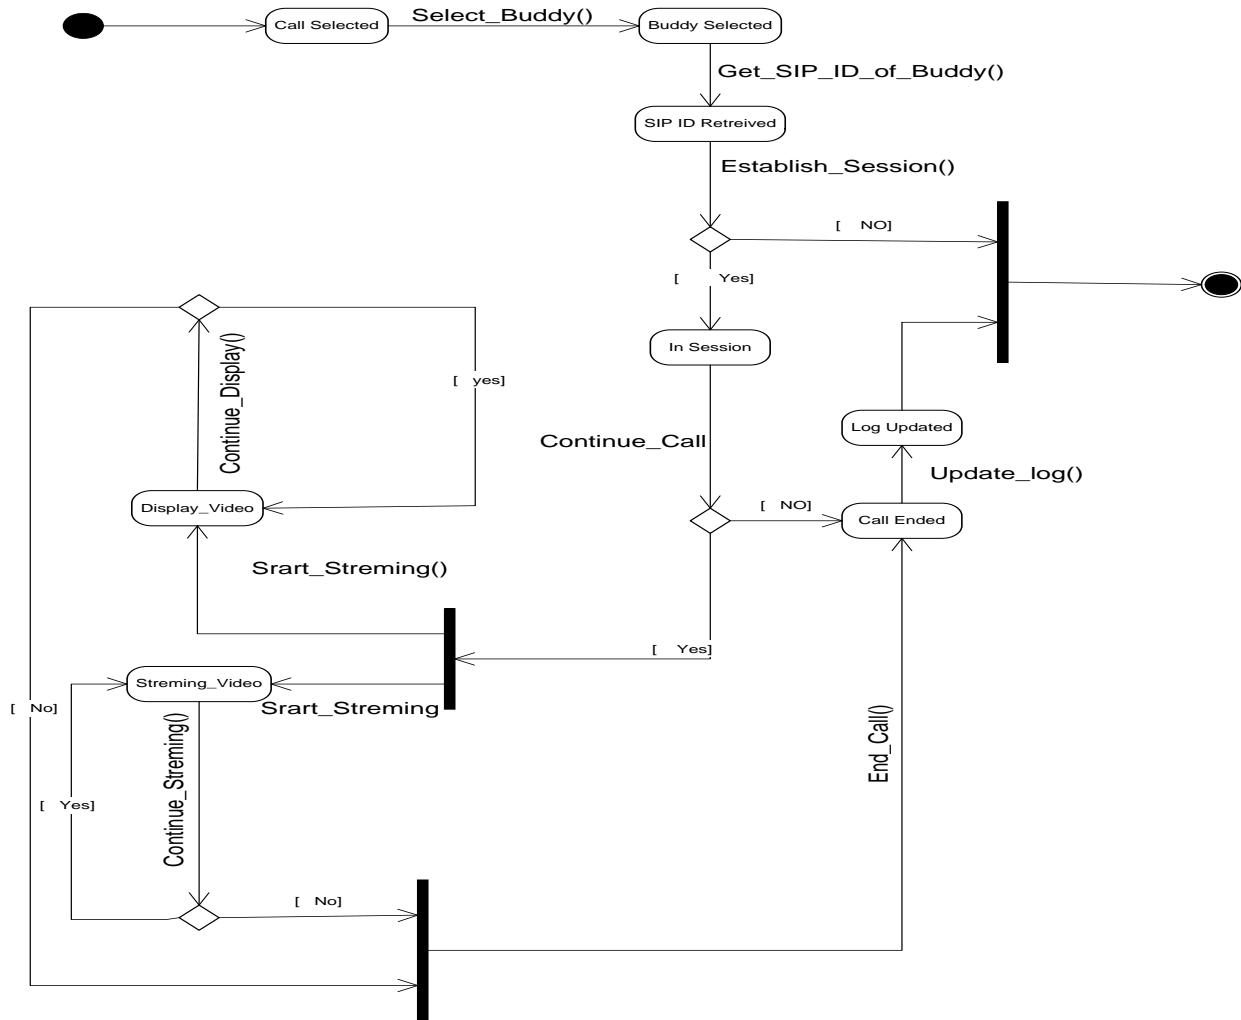 Call Selected
Select_Buddy()
Buddy Selected
Get_SIP_ID_of_Buddy()
SIP ID Retreived
Establish_Session()
[ NO]
[ Yes]
In Session
Continue_Display()
[ yes]
Continue_Call
Log Updated
Update_log()
Display_Video
[ NO]
Call Ended
Srart_Streming()
[ Yes]
Streming_Video
Srart_Streming
[ No]
Continue_Streming()
End_Call()
[ Yes]
[ No]